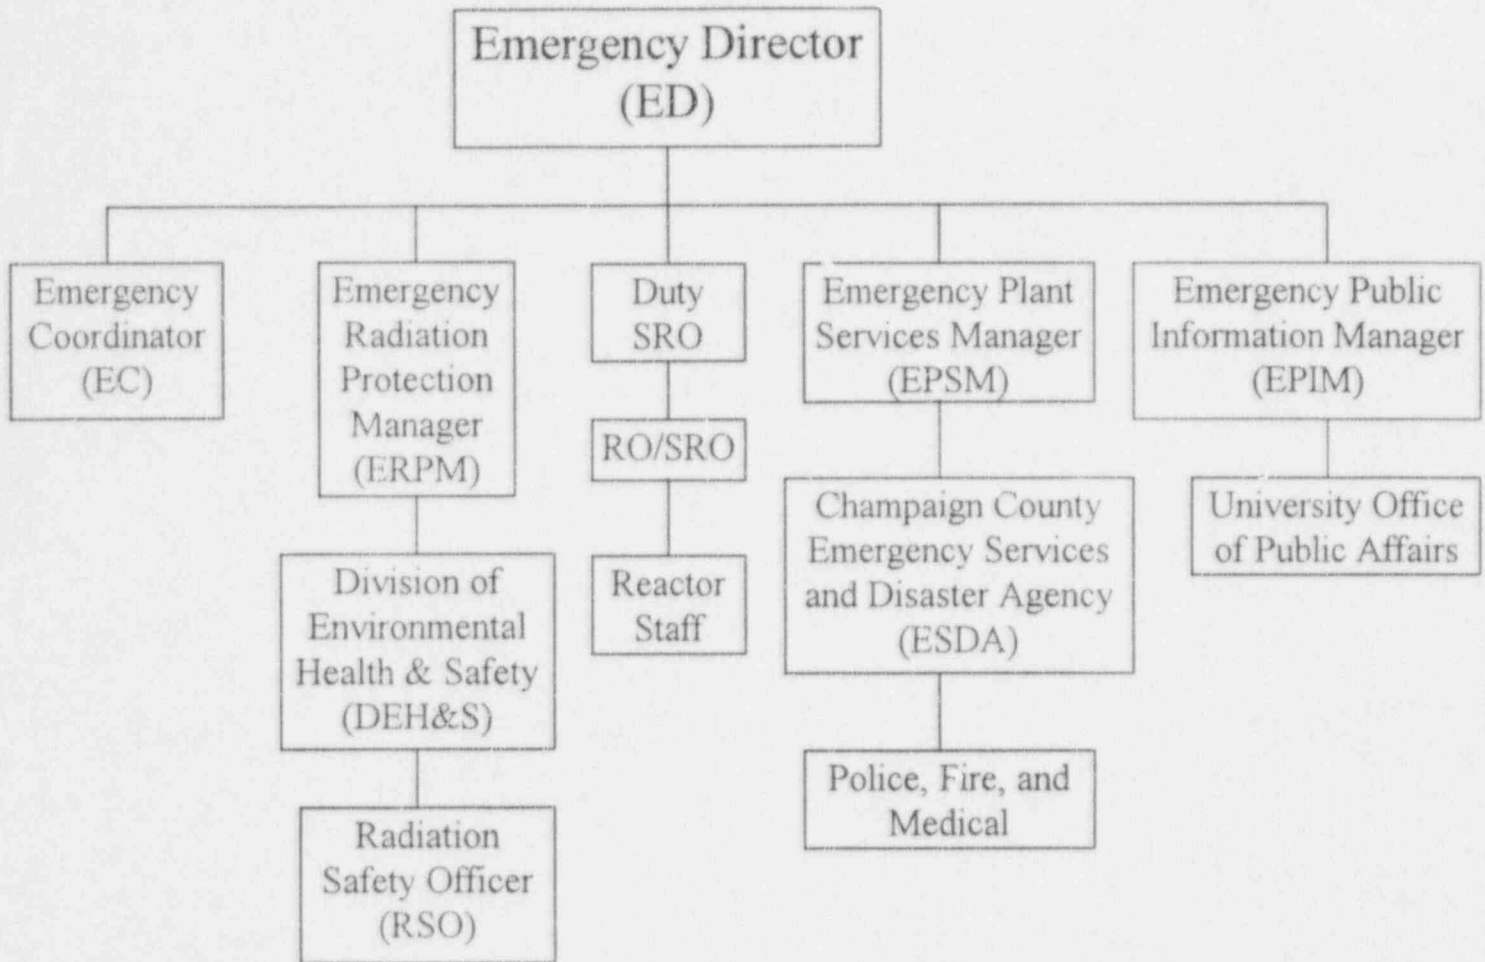 Emergency Director
(ED)
Emergency
Coordinator
(EC)
Emergency
Radiation
Protection
Manager
(ERPM)
Duty
SRO
Emergency Plant
Services Manager
(EPSM)
Emergency Public
Information Manager
(EPIM)
RO/SRO
Champaign County
Emergency Services
and Disaster Agency
(ESDA)
University Office
of Public Affairs
Division of
Environmental
Health & Safety
(DEH&S)
Reactor
Staff
Police, Fire, and
Medical
Radiation
Safety Officer
(RSO)